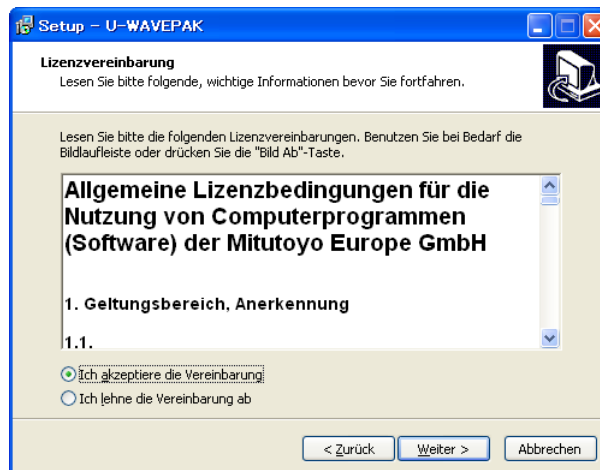 Setup - U-WAVEPAK
Lizenzvereinbarung
Lesen Sie bitte folgende, wichtige Informationen bevor Sie fortfahren.
Lesen Sie bitte die folgenden Lizenzvereinbarungen. Benutzen Sie bei Bedarf die
Bildlaufleiste oder drücken Sie die "Bild Ab"-Taste.
Allgemeine Lizenzbedingungen für die
Nutzung von Computerprogrammen
(Software) der Mitutoyo Europe GmbH
1. Geltungsbereich, Anerkennung
1.1.
Ich akzeptiere die Vereinbarung
Ich lehne die Vereinbarung ab
< Zurück
Weiter >
Abbrechen